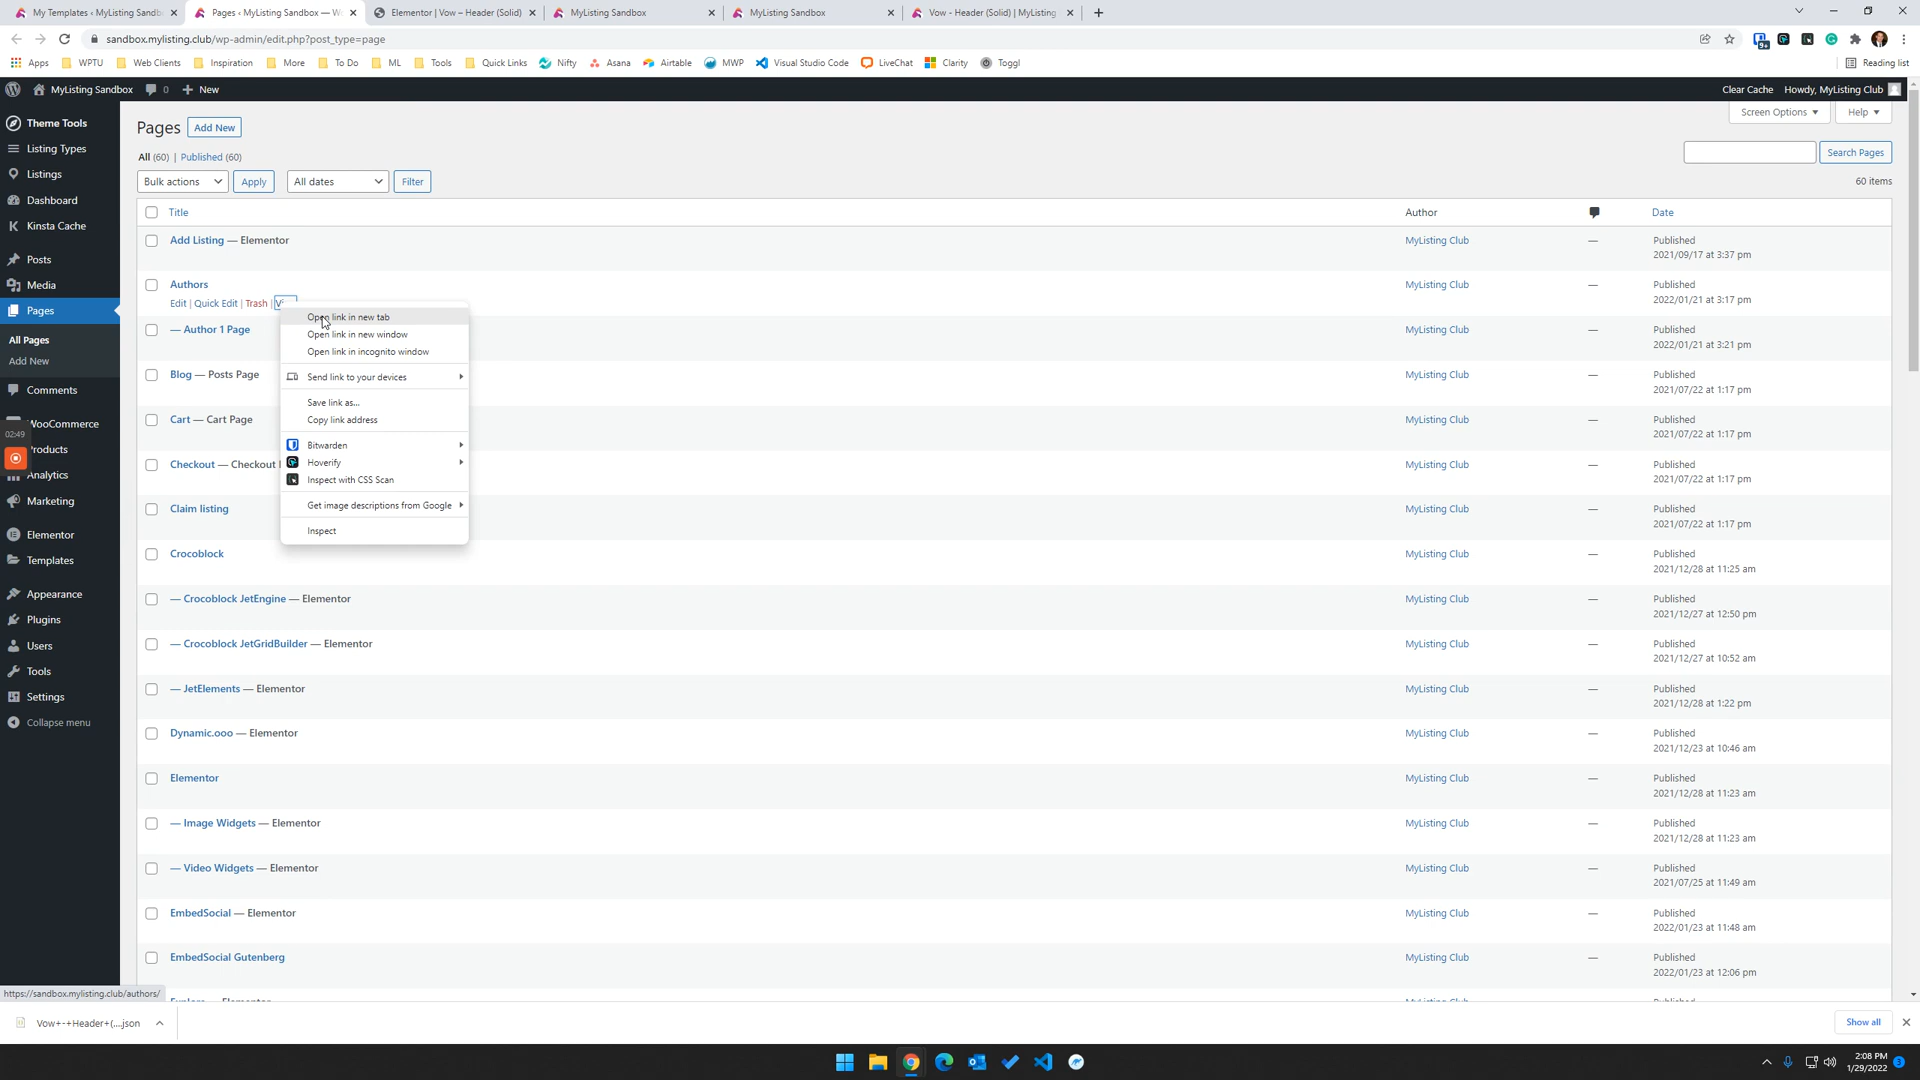 My Templates ‹ MyListing Sandb
Pages ‹ MyListing Sandbox — W
Elementor | Vow – Header (Solid)
MyListing Sandbox
MyListing Sandbox
Vow - Header (Solid) | MyListing
sandbox.mylisting.club/wp-admin/edit.php?post_type=page
9+
Apps
WPTU
Web Clients
Inspiration
More
To Do
ML
Tools
Quick Links
Nifty
Asana
Airtable
MWP
Visual Studio Code
LiveChat
Clarity
Toggl
Reading list
MyListing Sandbox
0
New
Clear Cache
Howdy, MyListing Club
Theme Tools
Listing Types
Listings
Dashboard
Kinsta Cache
Posts
Media
Pages
All Pages
Add New
Comments
WooCommerce
02:49
Products
Analytics
Marketing
Elementor
Templates
Appearance
Plugins
Users
Tools
Settings
Collapse menu
Pages
Add New
Screen Options
Help
All (60) | Published (60)
Search Pages
Bulk actions
Apply
All dates
Filter
60 items
Title
Author
Date
Add Listing — Elementor
MyListing Club
—
Published
2021/09/17 at 3:37 pm
Authors
Edit | Quick Edit | Trash |
MyListing Club
—
Published
2022/01/21 at 3:17 pm
— Author 1 Page
MyListing Club
—
Published
2022/01/21 at 3:21 pm
Blog — Posts Page
MyListing Club
—
Published
2021/07/22 at 1:17 pm
Cart — Cart Page
MyListing Club
—
Published
2021/07/22 at 1:17 pm
Checkout — Checkout
MyListing Club
—
Published
2021/07/22 at 1:17 pm
Claim listing
MyListing Club
—
Published
2021/07/22 at 1:17 pm
Crocoblock
MyListing Club
—
Published
2021/12/28 at 11:25 am
— Crocoblock JetEngine — Elementor
MyListing Club
—
Published
2021/12/27 at 12:50 pm
— Crocoblock JetGridBuilder — Elementor
MyListing Club
—
Published
2021/12/27 at 10:52 am
— JetElements — Elementor
MyListing Club
—
Published
2021/12/28 at 1:22 pm
Dynamic.ooo — Elementor
MyListing Club
—
Published
2021/12/23 at 10:46 am
Elementor
MyListing Club
—
Published
2021/12/28 at 11:23 am
— Image Widgets — Elementor
MyListing Club
—
Published
2021/12/28 at 11:23 am
— Video Widgets — Elementor
MyListing Club
—
Published
2021/07/25 at 11:49 am
EmbedSocial — Elementor
MyListing Club
—
Published
2022/01/23 at 11:48 am
EmbedSocial Gutenberg
MyListing Club
—
Published
2022/01/23 at 12:06 pm
Open link in new tab
Open link in new window
Open link in incognito window
Send link to your devices
Save link as...
Copy link address
Bitwarden
Hoverify
Inspect with CSS Scan
Get image descriptions from Google
Inspect
https://sandbox.mylisting.club/authors/
Vow+-+Header+(....json
Show all
2:08 PM
1/29/2022
3